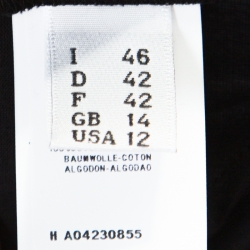 I 46
D 42
F 42
GB 14
USA 12
BAUMWOLLE-COTON
ALGODON-ALGODAO
H A04230855